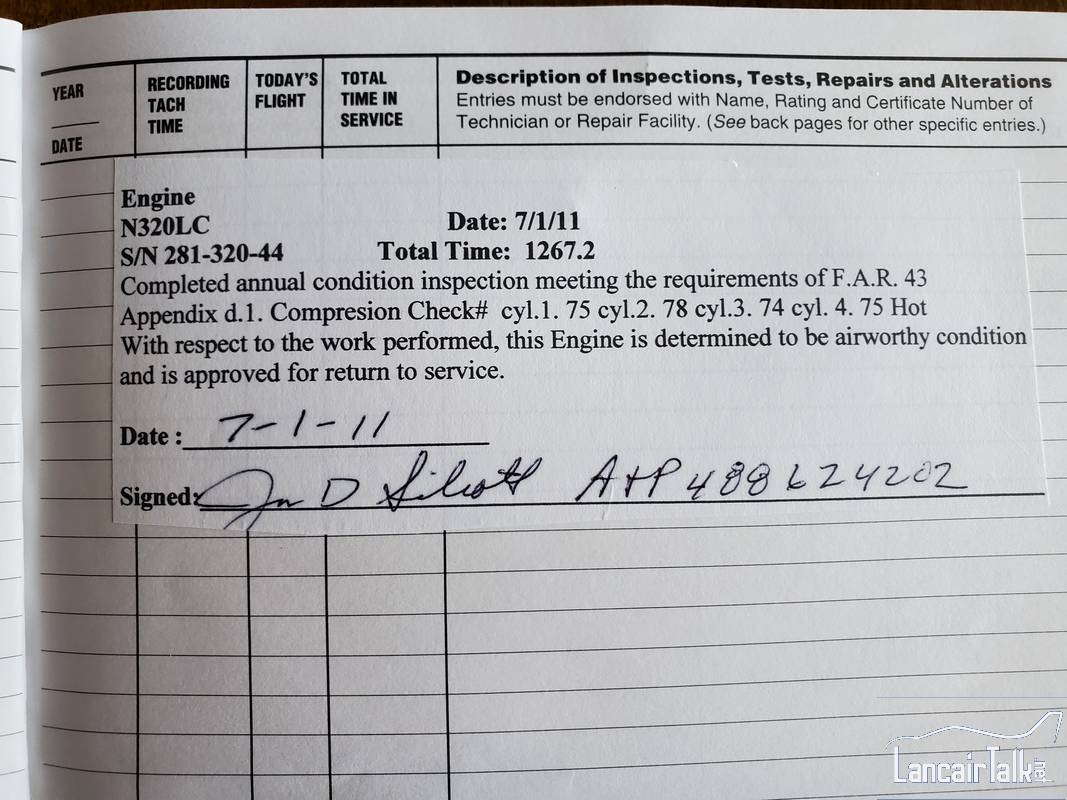 YEAR
DATE
RECORDING
TACH
TIME
TODAY'S
FLIGHT
TOTAL
TIME IN
SERVICE
Description of Inspections, Tests, Repairs and Alterations
Entries must be endorsed with Name, Rating and Certificate Number of
Technician or Repair Facility. (See back pages for other specific entries.)
Engine
N320LC Date: 7/1/11
S/N 281-320-44 Total Time: 1267.2
Completed annual condition inspection meeting the requirements of F.A.R. 43
Appendix d.1. Compresion Check# cyl.1. 75 cyl.2. 78 cyl.3. 74 cyl. 4. 75 Hot
With respect to the work performed, this Engine is determined to be airworthy condition
and is approved for return to service.
Date : 7-1-11
Signed: D A+P 488624202
LancairTalk.net